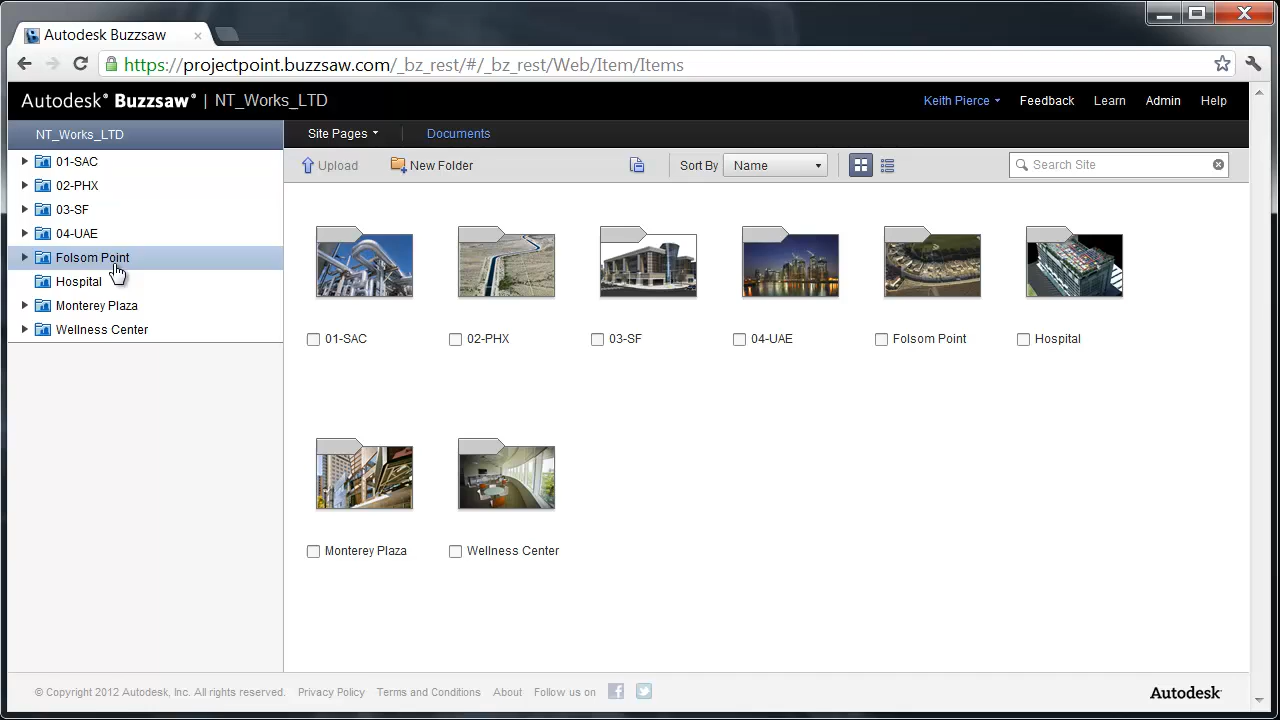 Autodesk Buzzsaw
https://projectpoint.buzzsaw.com/_bz_rest/#/_bz_rest/Web/Item/Items
Autodesk® Buzzsaw® | NT_Works_LTD
Keith Pierce
Feedback
Learn
Admin
Help
NT_Works_LTD
Site Pages
Documents
01-SAC
02-PHX
03-SF
04-UAE
Folsom Point
Hospital
Monterey Plaza
Wellness Center
Upload
New Folder
Sort By
Name
Search Site
01-SAC
02-PHX
03-SF
04-UAE
Folsom Point
Hospital
Monterey Plaza
Wellness Center
© Copyright 2012 Autodesk, Inc. All rights reserved.
Privacy Policy
Terms and Conditions
About
Follow us on
Autodesk